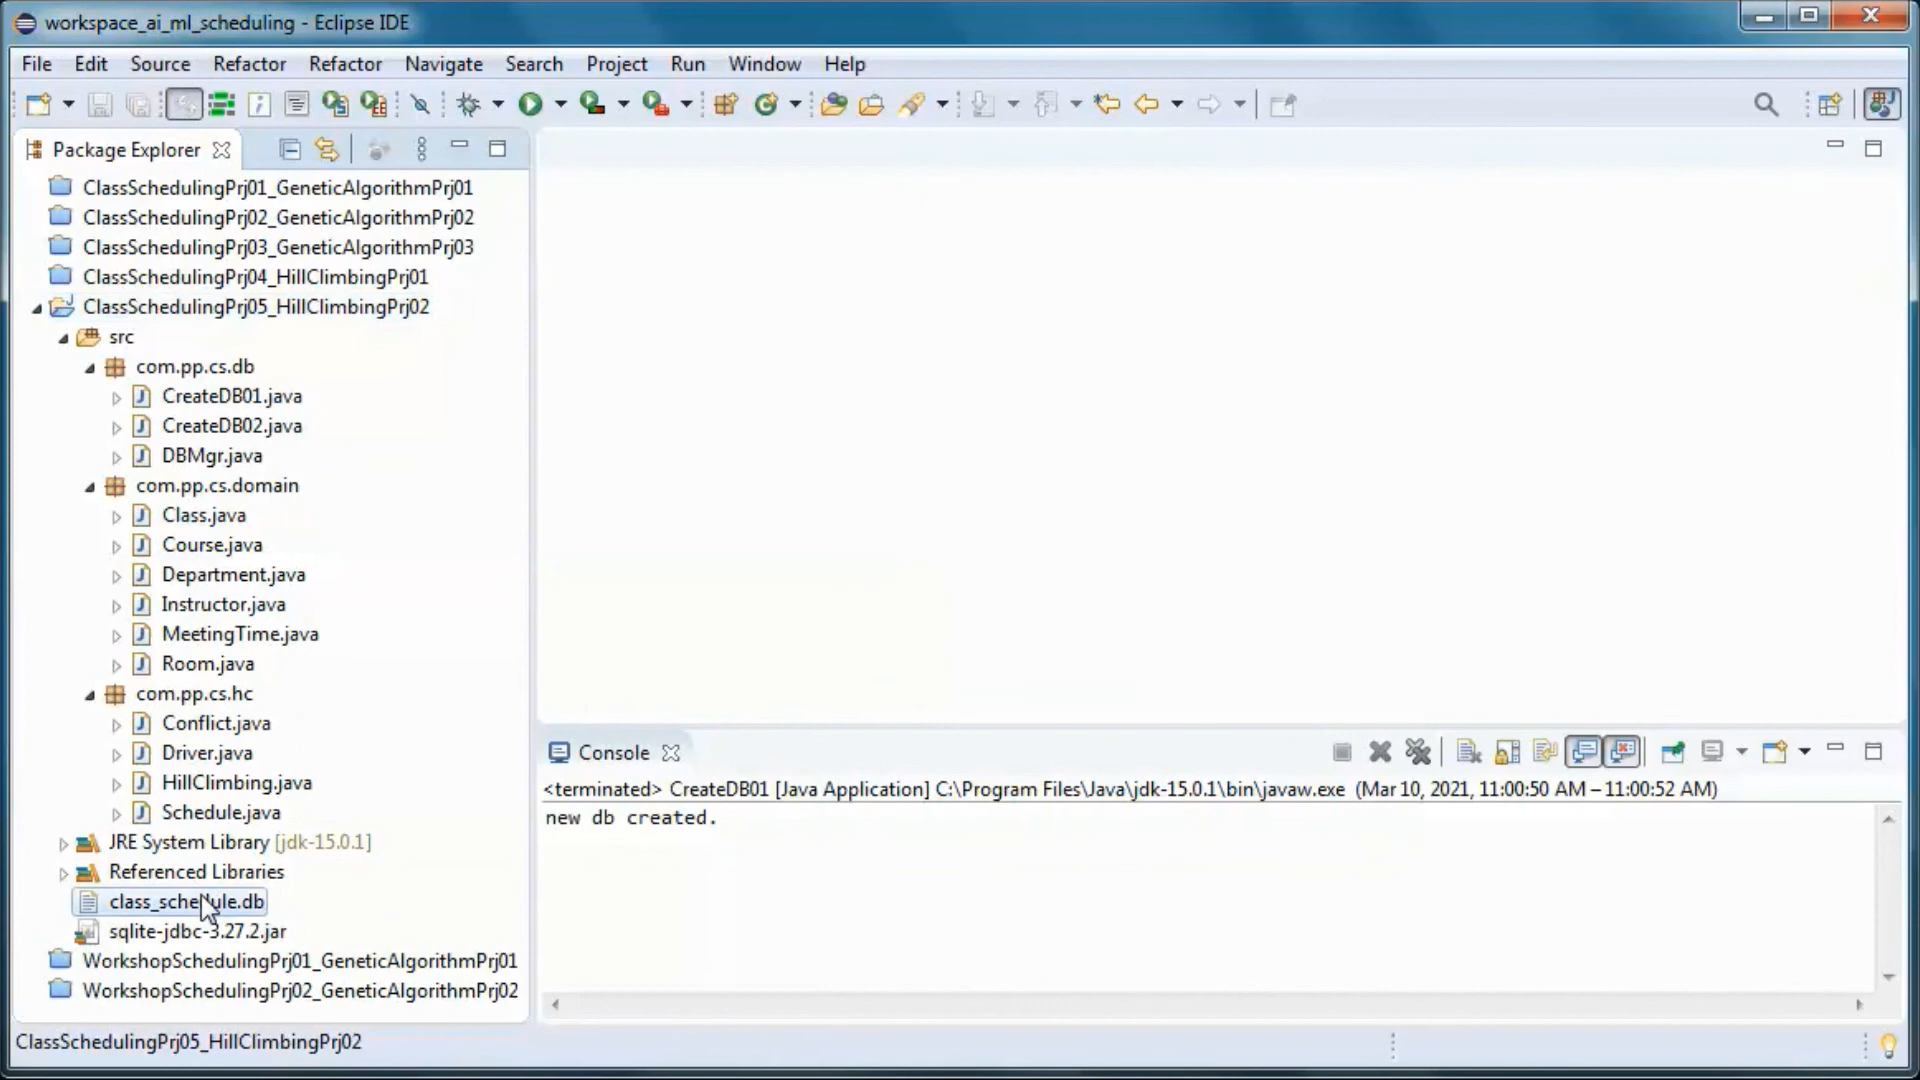 workspace_ai_ml_scheduling - Eclipse IDE
File Edit Source Refactor Refactor Navigate Search Project Run Window Help
Package Explorer
ClassSchedulingPrj01_GeneticAlgorithmPrj01
ClassSchedulingPrj02_GeneticAlgorithmPrj02
ClassSchedulingPrj03_GeneticAlgorithmPrj03
ClassSchedulingPrj04_HillClimbingPrj01
ClassSchedulingPrj05_HillClimbingPrj02
src
com.pp.cs.db
CreateDB01.java
CreateDB02.java
DBMgr.java
com.pp.cs.domain
Class.java
Course.java
Department.java
Instructor.java
MeetingTime.java
Room.java
com.pp.cs.hc
Conflict.java
Driver.java
HillClimbing.java
Schedule.java
JRE System Library [jdk-15.0.1]
Referenced Libraries
class_schedule.db
sqlite-jdbc-3.27.2.jar
WorkshopSchedulingPrj01_GeneticAlgorithmPrj01
WorkshopSchedulingPrj02_GeneticAlgorithmPrj02
Console
<terminated> CreateDB01 [Java Application] C:\Program Files\Java\jdk-15.0.1\bin\javaw.exe (Mar 10, 2021, 11:00:50 AM – 11:00:52 AM)
new db created.
ClassSchedulingPrj05_HillClimbingPrj02